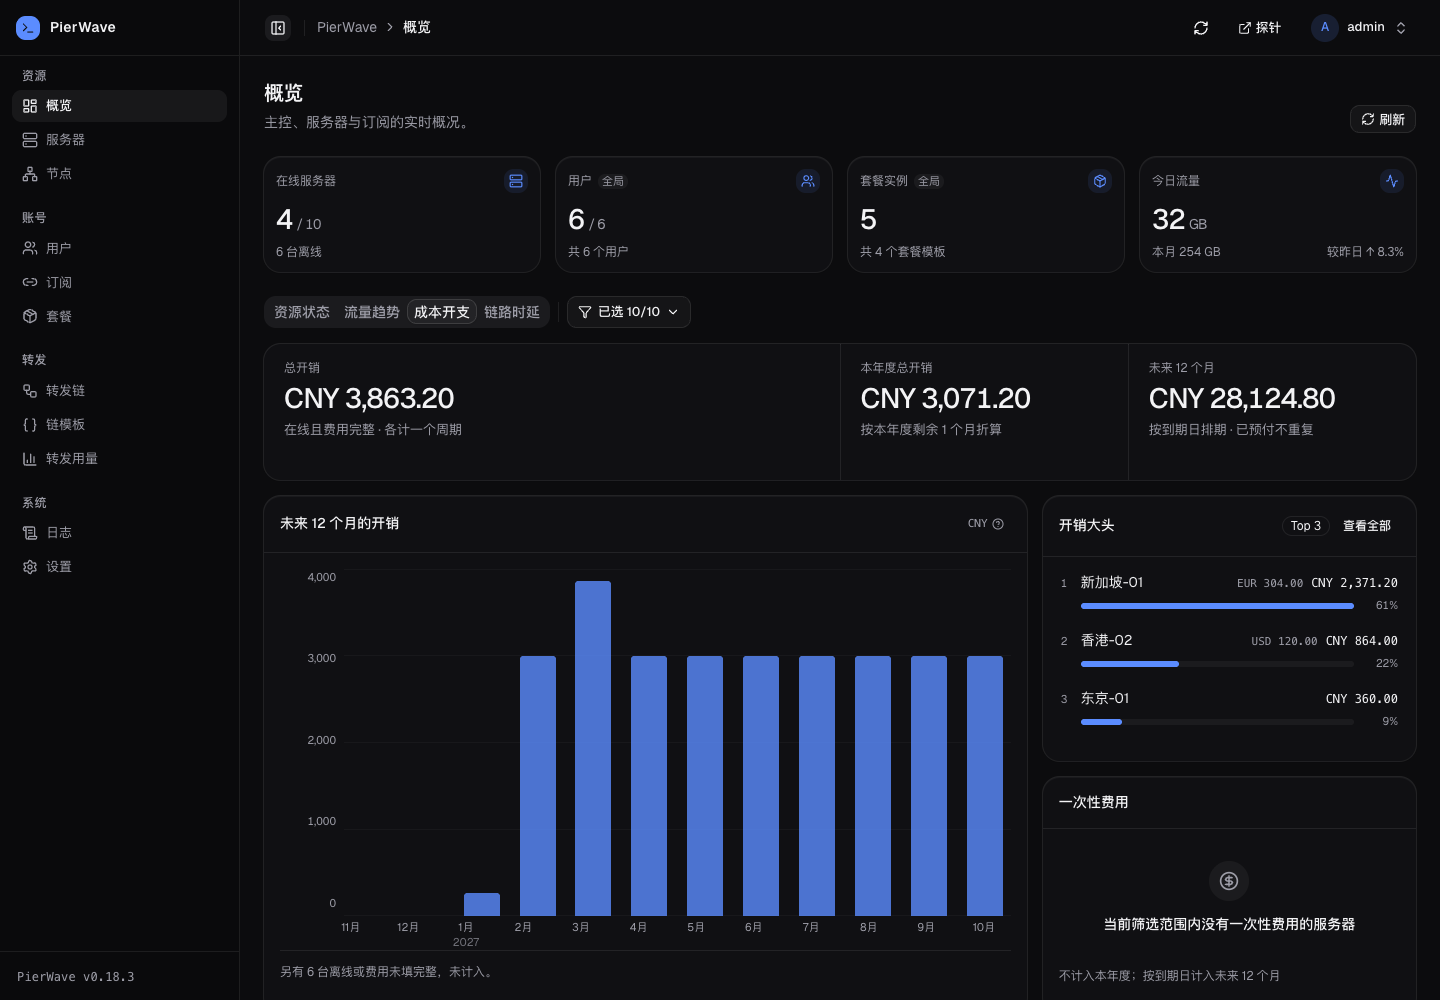 PierWave
PierWave > 概览
探针
A admin
资源
概览
服务器
节点
账号
用户
订阅
套餐
转发
转发链
链模板
转发用量
系统
日志
设置
PierWave v0.18.3
概览
主控、服务器与订阅的实时概况。
刷新
在线服务器
4 / 10
6 台离线
用户 全局
6 / 6
共 6 个用户
套餐实例 全局
5
共 4 个套餐模板
今日流量
32 GB
本月 254 GB 较昨日 ↑ 8.3%
资源状态 流量趋势 成本开支 链路时延 已选 10/10
总开销
CNY 3,863.20
在线且费用完整 · 各计一个周期
本年度总开销
CNY 3,071.20
按本年度剩余 1 个月折算
未来 12 个月
CNY 28,124.80
按到期日排期 · 已预付不重复
未来 12 个月的开销 CNY
4,000
3,000
2,000
1,000
0
11月 12月 1月 2月 3月 4月 5月 6月 7月 8月 9月 10月
2027
另有 6 台离线或费用未填完整，未计入。
开销大头 Top 3 查看全部
1 新加坡-01 EUR 304.00 CNY 2,371.20
61%
2 香港-02 USD 120.00 CNY 864.00
22%
3 东京-01 CNY 360.00
9%
一次性费用
当前筛选范围内没有一次性费用的服务器
不计入本年度；按到期日计入未来 12 个月